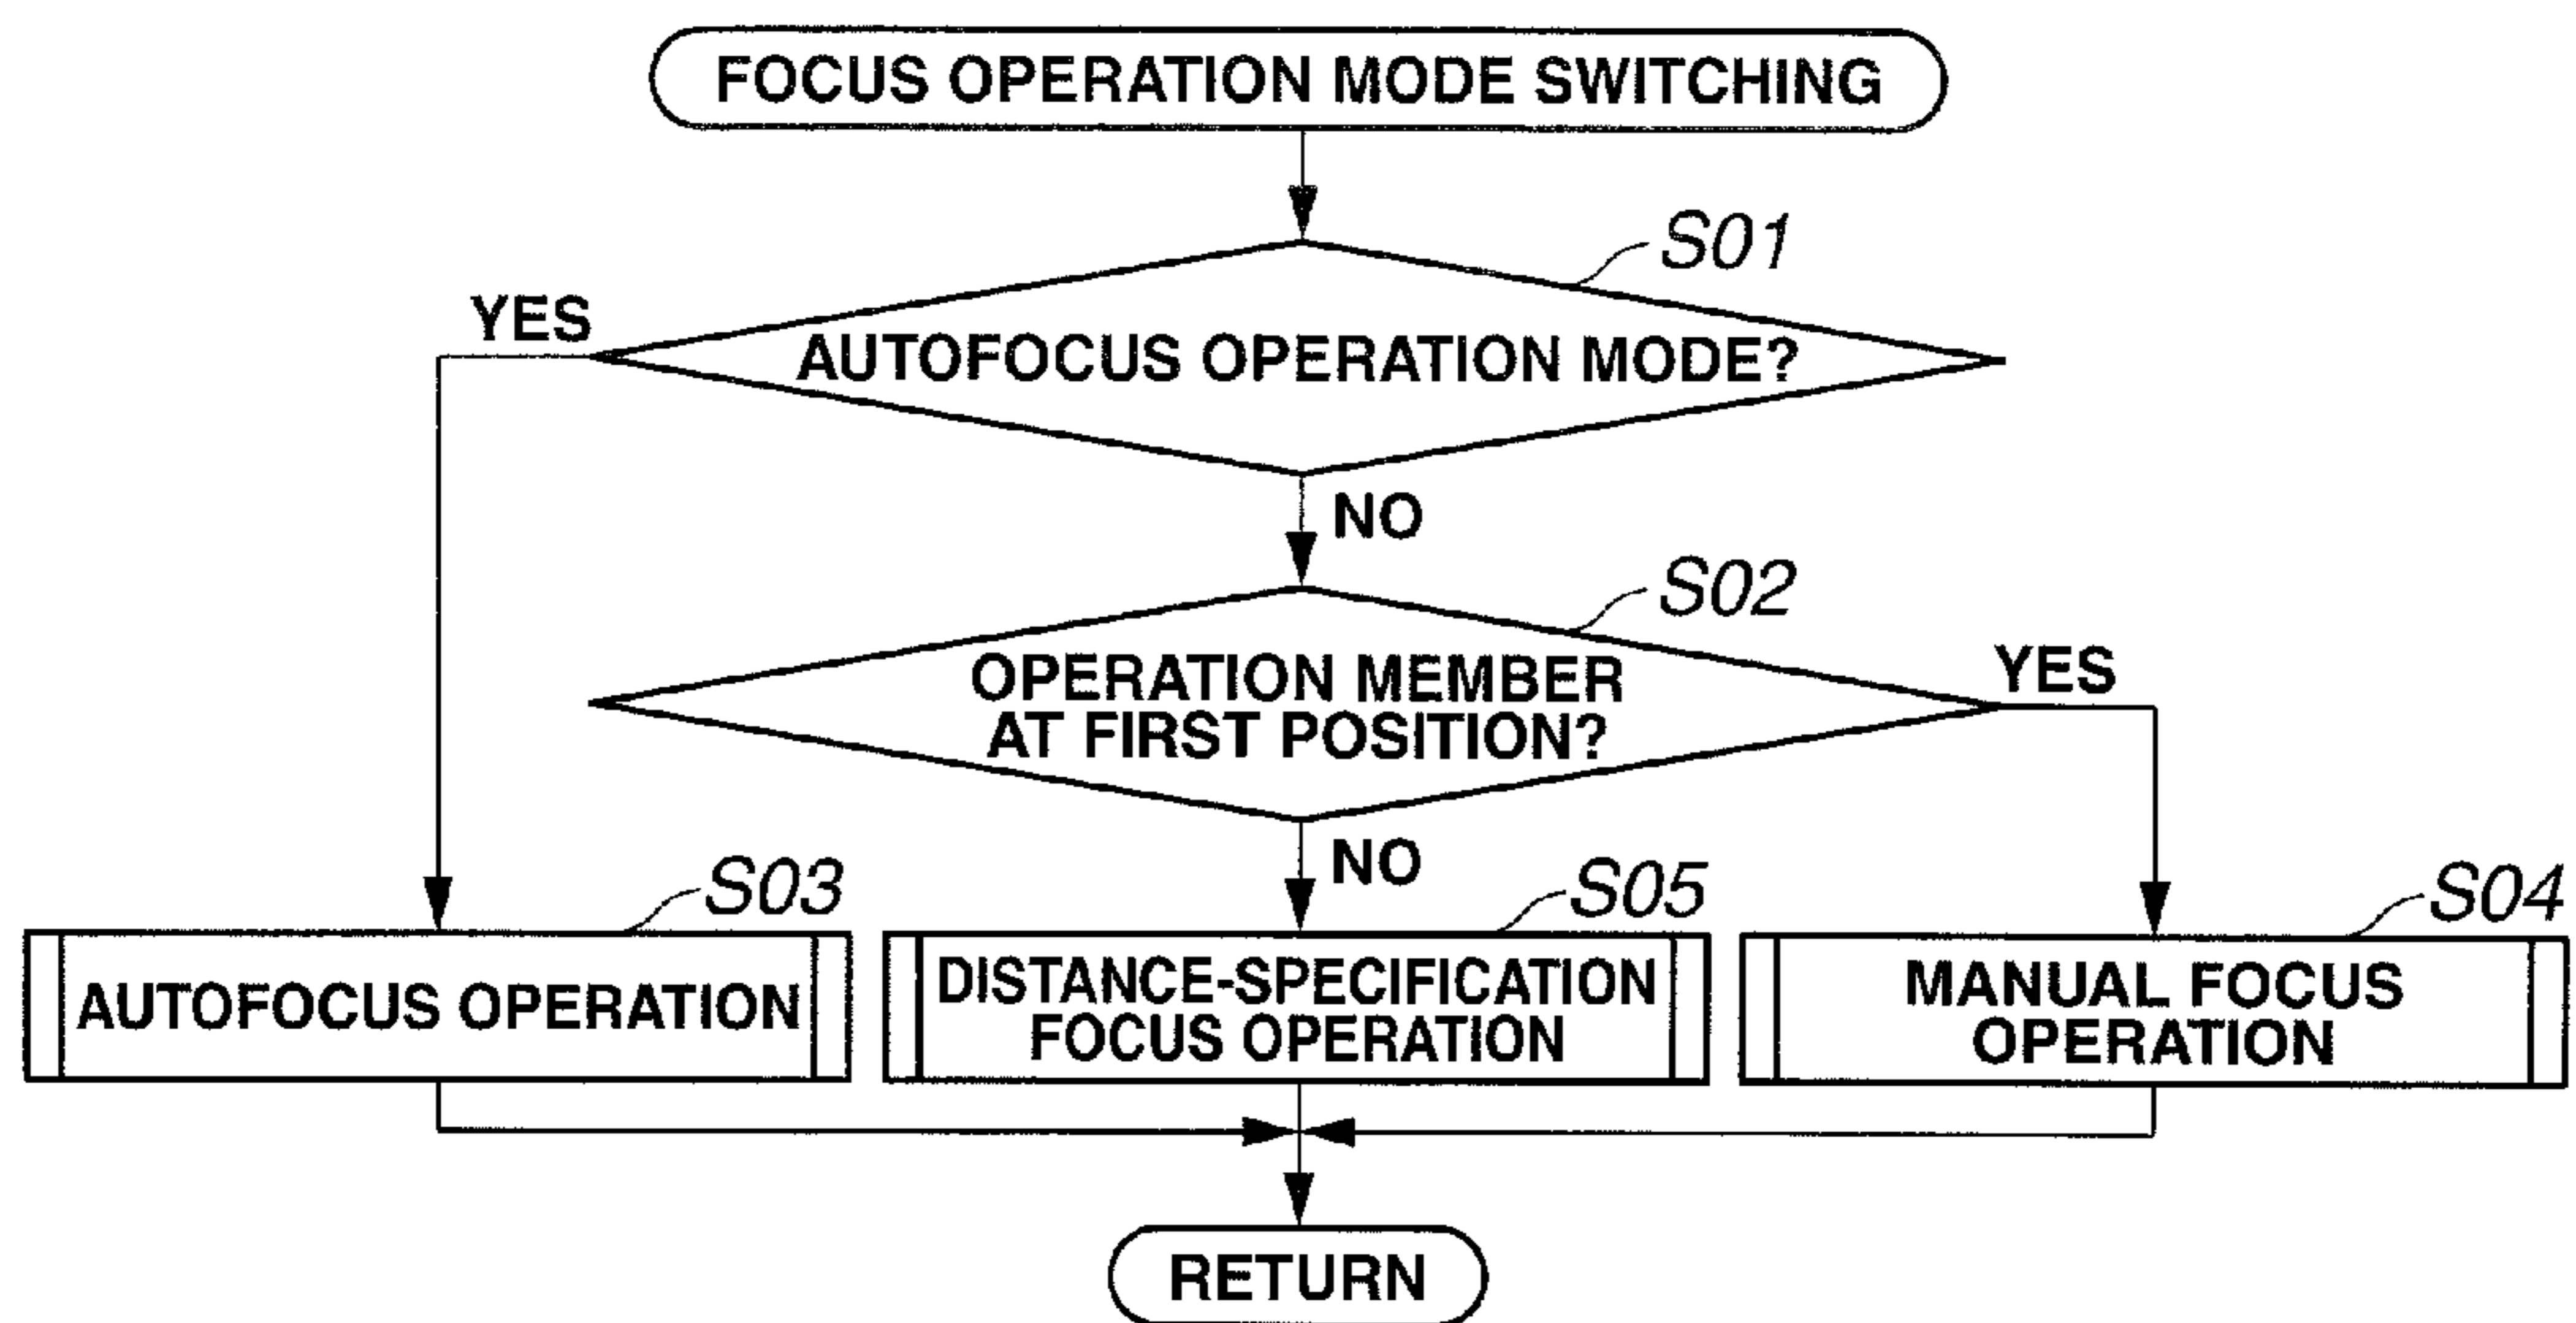 FOCUS OPERATION MODE SWITCHING
S01
YES
AUTOFOCUS OPERATION MODE?
NO
S02
OPERATION MEMBER
AT FIRST POSITION?
YES
NO
S03
S05
S04
AUTOFOCUS OPERATION
DISTANCE-SPECIFICATION
FOCUS OPERATION
MANUAL FOCUS
OPERATION
RETURN